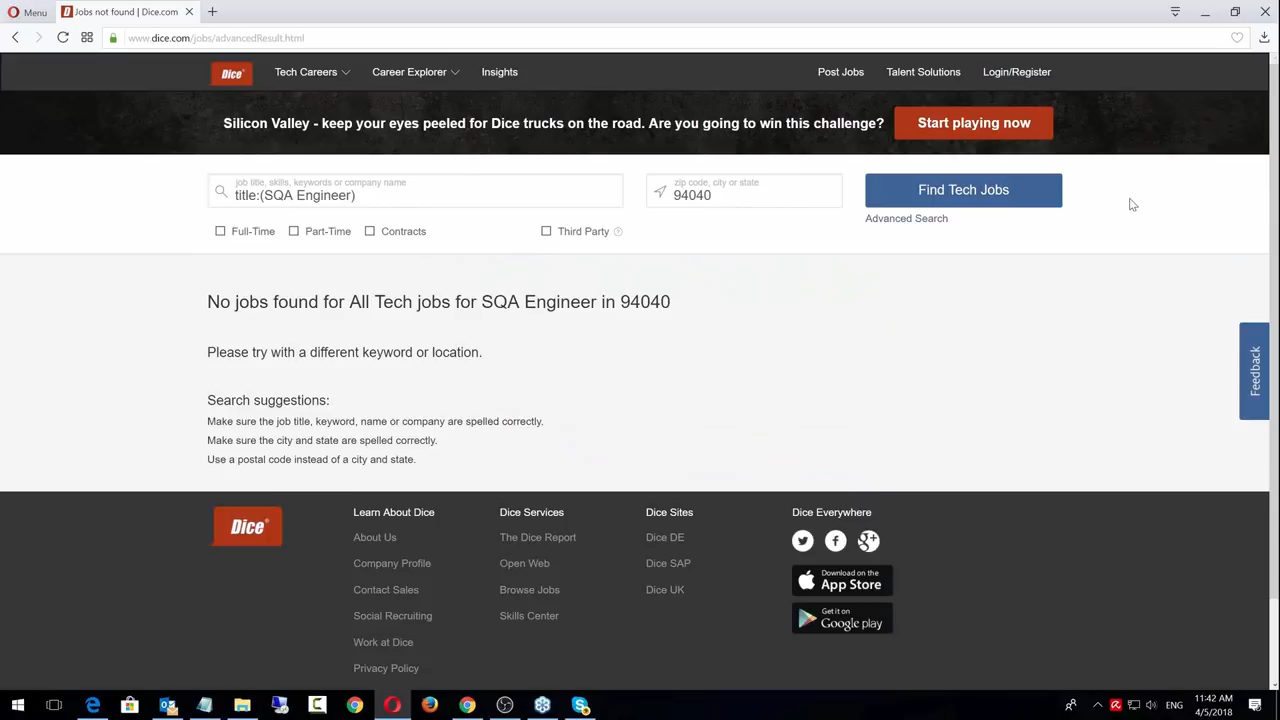 Menu
Jobs not found | Dice.com
www.dice.com/jobs/advancedResult.html
Dice
Tech Careers
Career Explorer
Insights
Post Jobs
Talent Solutions
Login/Register
Silicon Valley - keep your eyes peeled for Dice trucks on the road. Are you going to win this challenge?
Start playing now
job title, skills, keywords or company name
title:(SQA Engineer)
zip code, city or state
94040
Find Tech Jobs
Advanced Search
Full-Time
Part-Time
Contracts
Third Party
No jobs found for All Tech jobs for SQA Engineer in 94040
Please try with a different keyword or location.
Feedback
Search suggestions:
Make sure the job title, keyword, name or company are spelled correctly.
Make sure the city and state are spelled correctly.
Use a postal code instead of a city and state.
Dice
Learn About Dice
About Us
Company Profile
Contact Sales
Social Recruiting
Work at Dice
Privacy Policy
Dice Services
The Dice Report
Open Web
Browse Jobs
Skills Center
Dice Sites
Dice DE
Dice SAP
Dice UK
Dice Everywhere
Download on the
App Store
Get it on
Google play
ENG
11:42 AM
4/5/2018